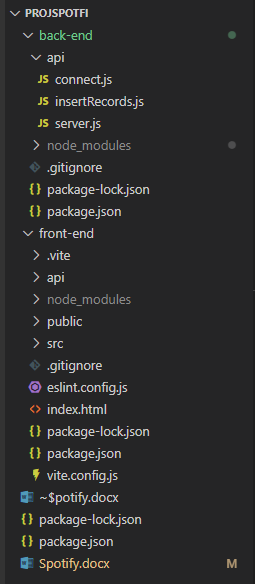 PROJSPOTFI
back-end
api
JS connect.js
JS insertRecords.js
JS server.js
node_modules
.gitignore
{} package-lock.json
{} package.json
front-end
.vite
api
node_modules
public
src
.gitignore
eslint.config.js
<> index.html
{} package-lock.json
{} package.json
vite.config.js
~$potify.docx
{} package-lock.json
{} package.json
Spotify.docx M